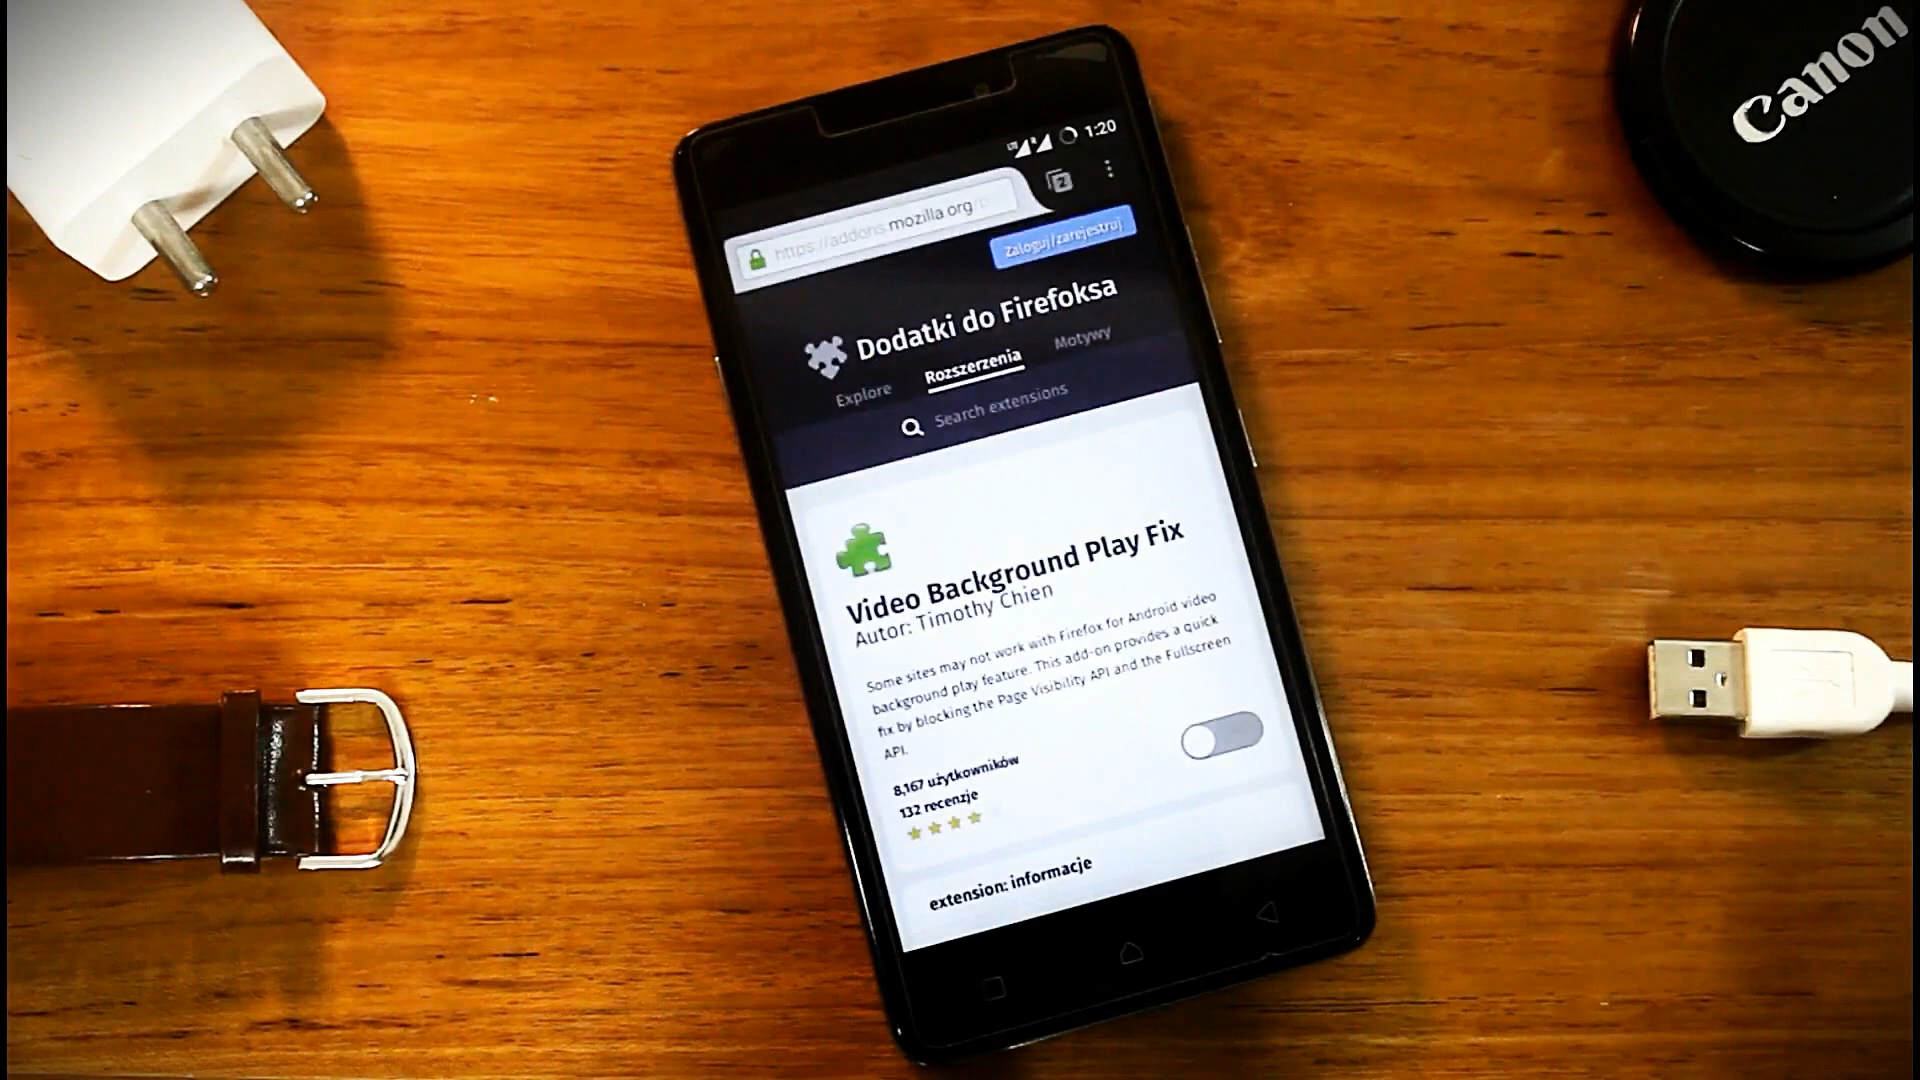 Canon
LTE
1:20
2
https://addons.mozilla.org/
Zaloguj/zarejestruj
Dodatki do Firefoksa
Explore Rozszerzenia Motywy
Search extensions
Video Background Play Fix
Autor: Timothy Chien
Some sites may not work with Firefox for Android video
background play feature. This add-on provides a quick
fix by blocking the Page Visibility API and the Fullscreen
API.
8,167 użytkowników
132 recenzje
extension: informacje